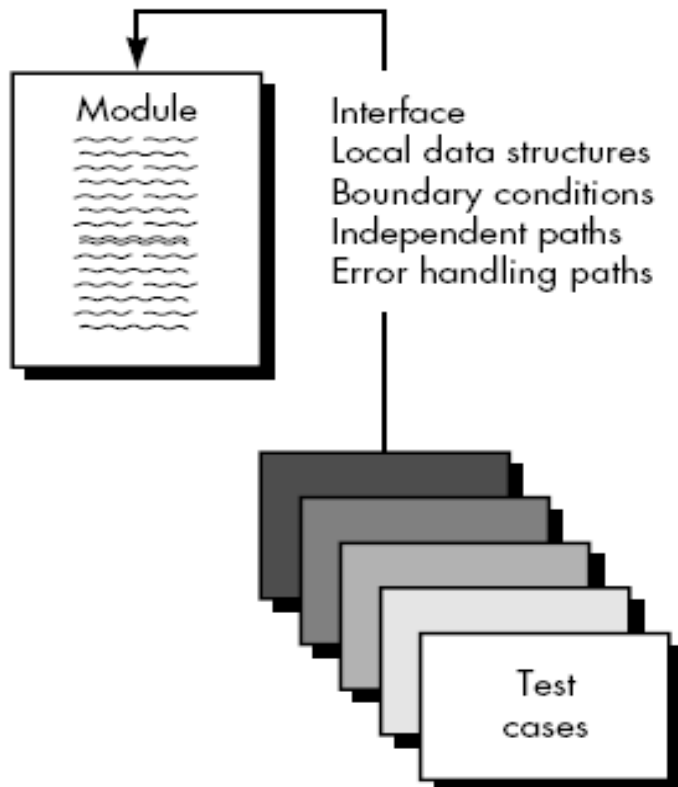 Module
Interface
Local data structures
Boundary conditions
Independent paths
Error handling paths
Test
cases